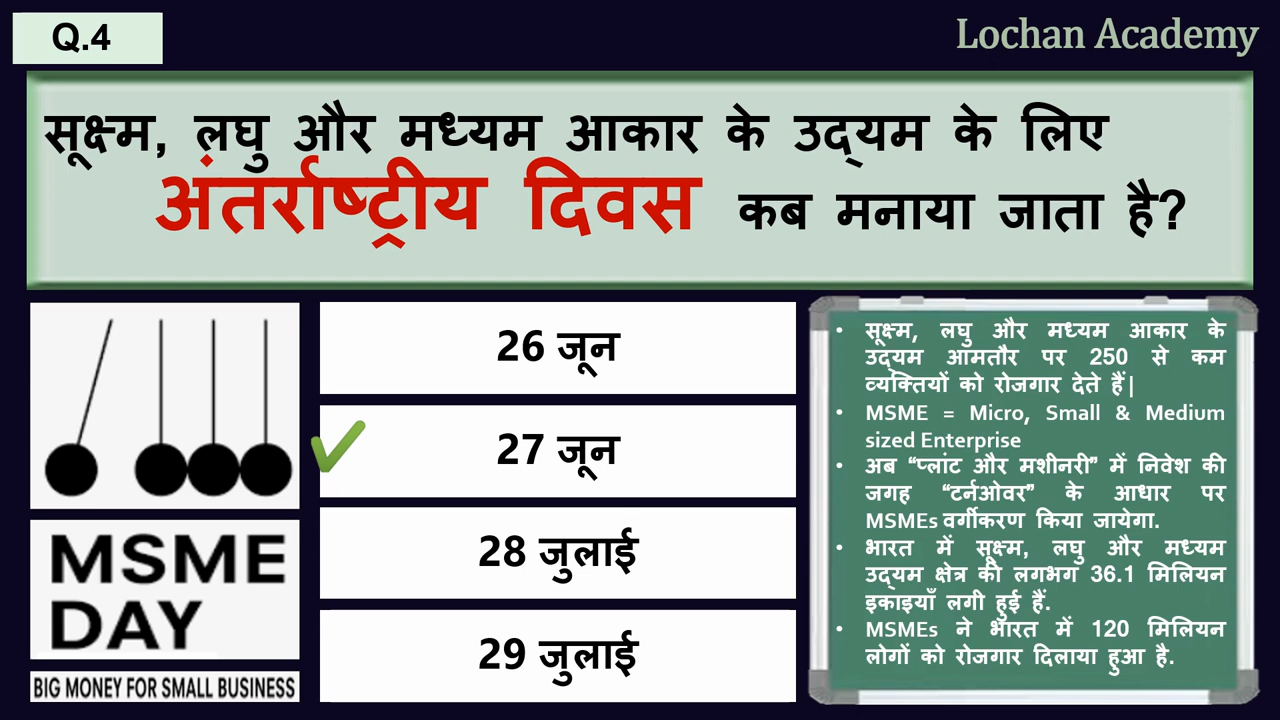 Q.4
Lochan Academy
सूक्ष्म, लघु और मध्यम आकार के उद्यम के लिए
अंतर्राष्ट्रीय दिवस कब मनाया जाता है?
26 जून
27 जून
28 जुलाई
29 जुलाई
MSME
DAY
BIG MONEY FOR SMALL BUSINESS
• सूक्ष्म, लघु और मध्यम आकार के
उद्यम आमतौर पर 250 से कम
व्यक्तियों को रोजगार देते हैं|
• MSME = Micro, Small & Medium
sized Enterprise
• अब “प्लांट और मशीनरी” में निवेश की
जगह “टर्नओवर” के आधार पर
MSMEs वर्गीकरण किया जायेगा.
• भारत में सूक्ष्म, लघु और मध्यम
उद्यम क्षेत्र की लगभग 36.1 मिलियन
इकाइयाँ लगी हुई हैं.
• MSMEs ने भारत में 120 मिलियन
लोगों को रोजगार दिलाया हुआ है.